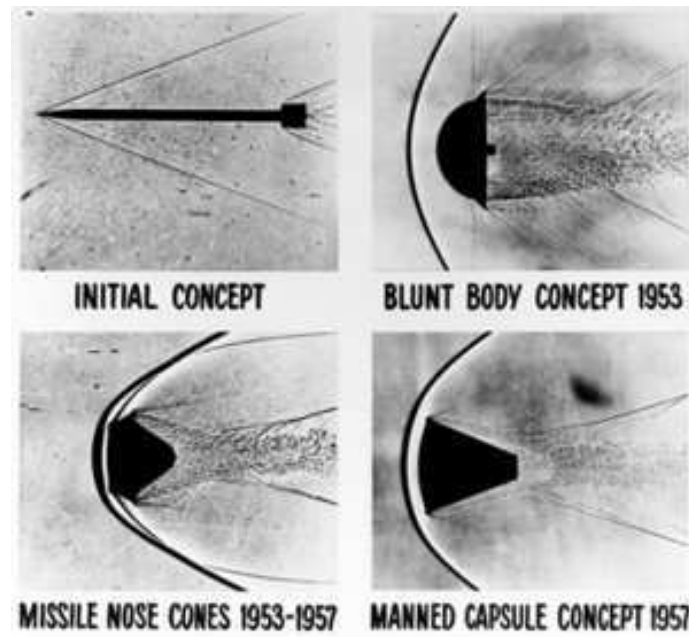 INITIAL CONCEPT
BLUNT BODY CONCEPT 1953
MISSILE NOSE CONES 1953-1957
MANNED CAPSULE CONCEPT 1957